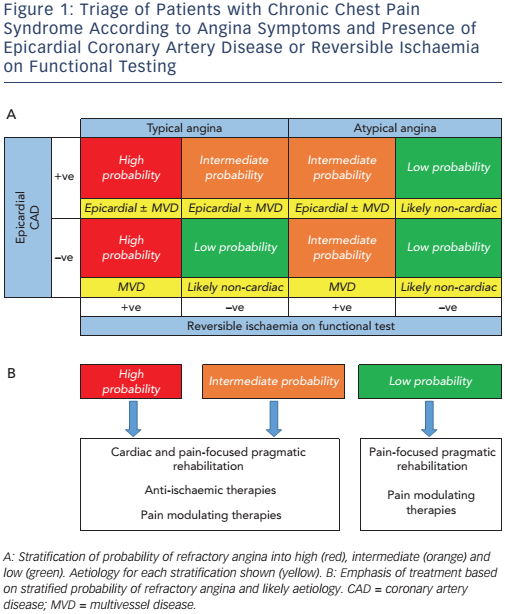 Figure 1: Triage of Patients with Chronic Chest Pain
Syndrome According to Angina Symptoms and Presence of
Epicardial Coronary Artery Disease or Reversible Ischaemia
on Functional Testing
A
Typical angina
Atypical angina
Epicardial
CAD
+ve
High
probability
Intermediate
probability
Intermediate
probability
Low probability
Epicardial ± MVD
Epicardial ± MVD
Epicardial ± MVD
Likely non-cardiac
–ve
High
probability
Low probability
Intermediate
probability
Low probability
MVD
Likely non-cardiac
MVD
Likely non-cardiac
+ve
–ve
+ve
–ve
Reversible ischaemia on functional test
B
High
probability
Intermediate probability
Low probability
Cardiac and pain-focused pragmatic
rehabilitation
Anti-ischaemic therapies
Pain modulating therapies
Pain-focused pragmatic
rehabilitation
Pain modulating
therapies
A: Stratification of probability of refractory angina into high (red), intermediate (orange) and
low (green). Aetiology for each stratification shown (yellow). B: Emphasis of treatment based
on stratified probability of refractory angina and likely aetiology. CAD = coronary artery
disease; MVD = multivessel disease.